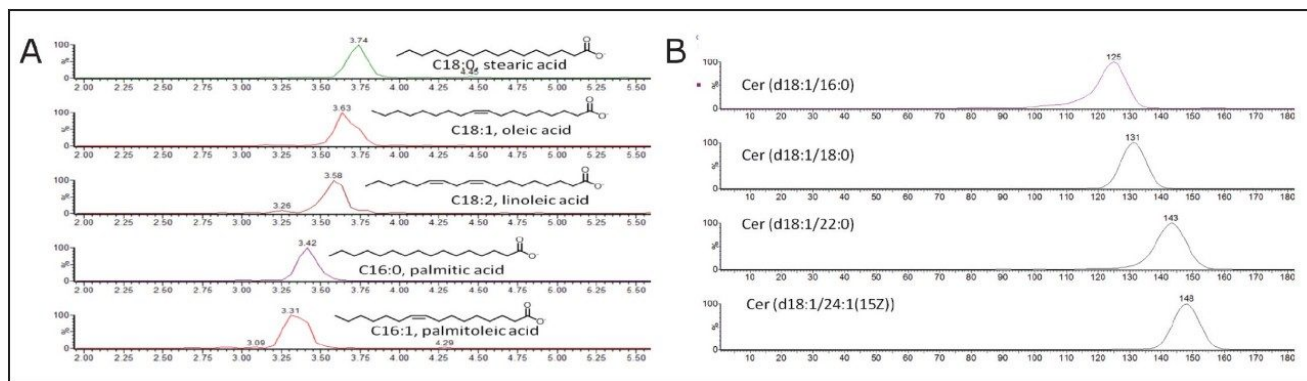 A
3.74
100
%
0
C18:0, stearic acid
4.45
2.00 2.25 2.50 2.75 3.00 3.25 3.50 3.75 4.00 4.25 4.50 4.75 5.00 5.25 5.50
3.63
100
%
0
C18:1, oleic acid
2.00 2.25 2.50 2.75 3.00 3.25 3.50 3.75 4.00 4.25 4.50 4.75 5.00 5.25 5.50
3.58
100
%
0
3.26
C18:2, linoleic acid
2.00 2.25 2.50 2.75 3.00 3.25 3.50 3.75 4.00 4.25 4.50 4.75 5.00 5.25 5.50
3.42
100
%
0
C16:0, palmitic acid
2.00 2.25 2.50 2.75 3.00 3.25 3.50 3.75 4.00 4.25 4.50 4.75 5.00 5.25 5.50
3.31
100
%
0
3.09
C16:1, palmitoleic acid
4.29
2.00 2.25 2.50 2.75 3.00 3.25 3.50 3.75 4.00 4.25 4.50 4.75 5.00 5.25 5.50
B
125
100
%
0
Cer (d18:1/16:0)
10 20 30 40 50 60 70 80 90 100 110 120 130 140 150 160 170 180
131
100
%
0
Cer (d18:1/18:0)
10 20 30 40 50 60 70 80 90 100 110 120 130 140 150 160 170 180
143
100
%
0
Cer (d18:1/22:0)
10 20 30 40 50 60 70 80 90 100 110 120 130 140 150 160 170 180
148
100
%
0
Cer (d18:1/24:1(15Z))
10 20 30 40 50 60 70 80 90 100 110 120 130 140 150 160 170 180